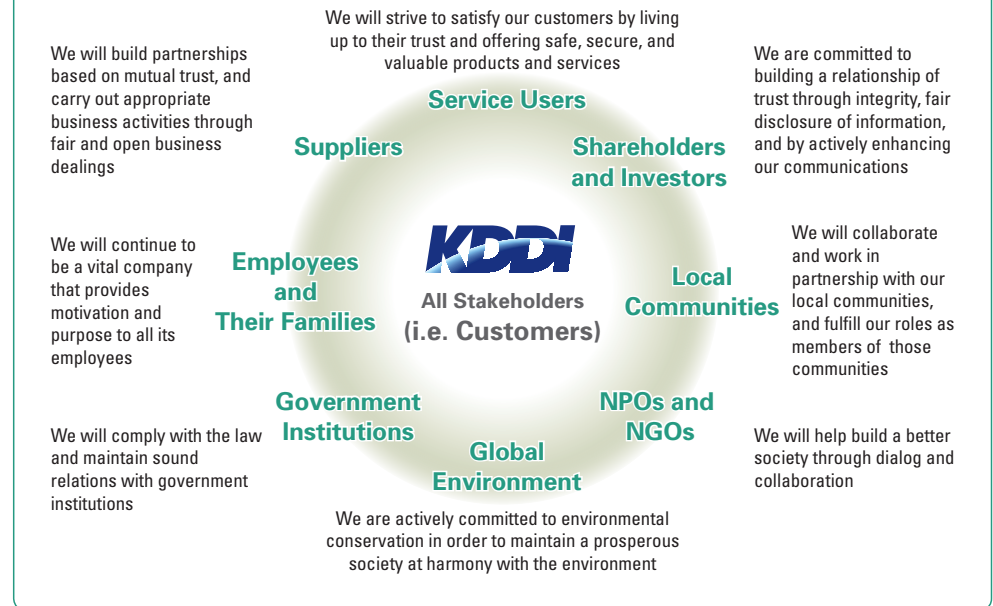 We will strive to satisfy our customers by living
up to their trust and offering safe, secure, and
valuable products and services
Service Users
We will build partnerships
based on mutual trust, and
carry out appropriate
business activities through
fair and open business
dealings
Suppliers
Shareholders
and Investors
We are committed to
building a relationship of
trust through integrity, fair
disclosure of information,
and by actively enhancing
our communications
We will continue to
be a vital company
that provides
motivation and
purpose to all its
employees
Employees
and
Their Families
KDDI
All Stakeholders
(i.e. Customers)
Local
Communities
We will collaborate
and work in
partnership with our
local communities,
and fulfill our roles as
members of those
communities
Government
Institutions
We will comply with the law
and maintain sound
relations with government
institutions
Global
Environment
We are actively committed to environmental
conservation in order to maintain a prosperous
society at harmony with the environment
NPOs and
NGOs
We will help build a better
society through dialog and
collaboration